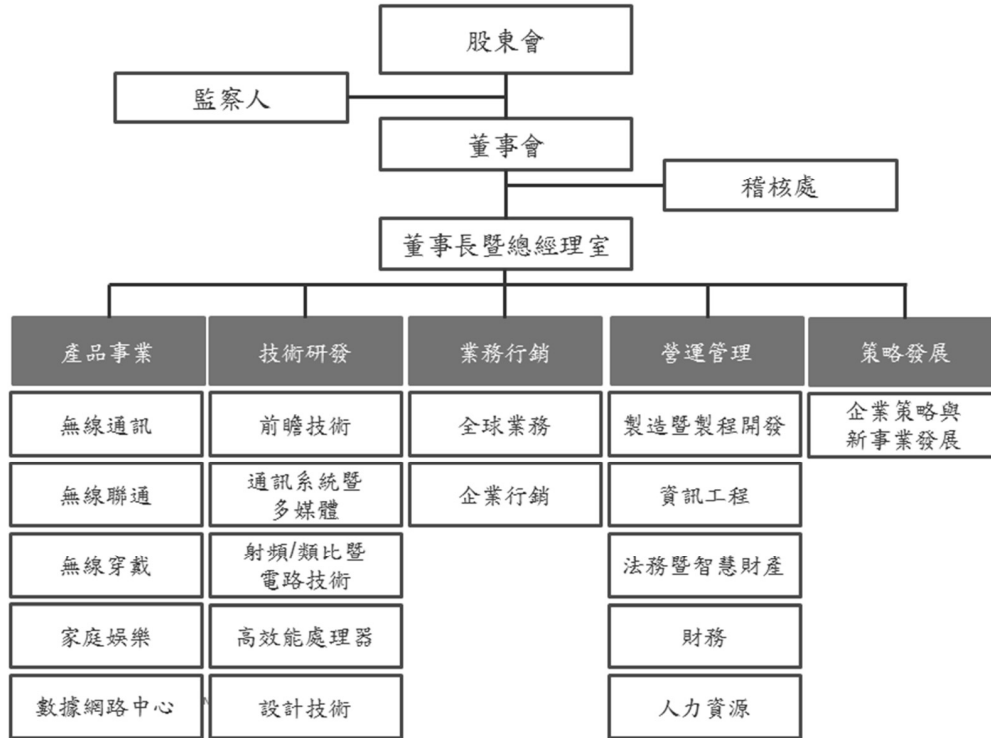 股東會
監察人
董事會
稽核處
董事長暨總經理室
產品事業
技術研發
業務行銷
營運管理
策略發展
無線通訊
前瞻技術
全球業務
製造暨製程開發
企業策略與
新事業發展
無線聯通
通訊系統暨
多媒體
企業行銷
資訊工程
無線穿戴
射頻/類比暨
電路技術
法務暨智慧財產
家庭娛樂
高效能處理器
財務
數據網路中心
設計技術
人力資源